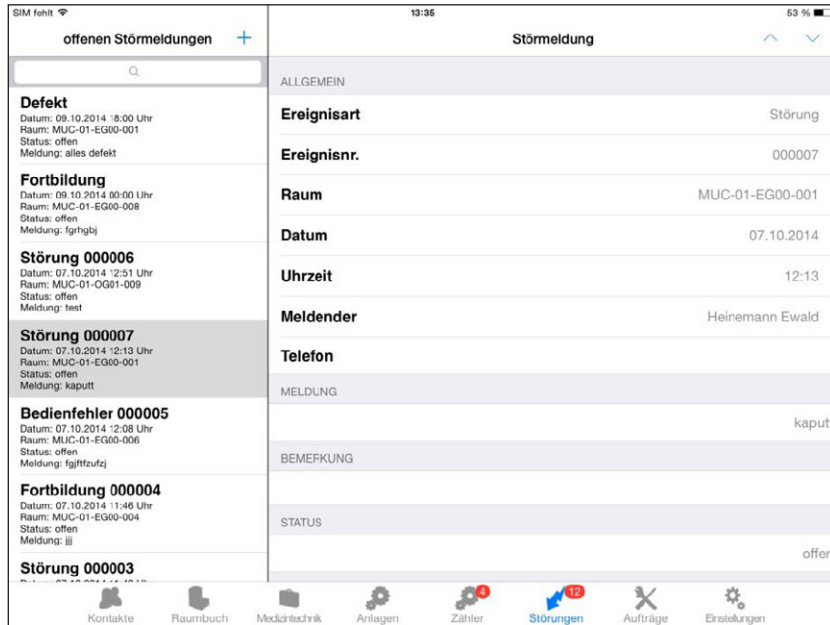 SIM fehlt
13:35
53 %
offenen Störmeldungen +
Störmeldung
Defekt
Datum: 09.10.2014 18:00 Uhr
Raum: MUC-01-EG00-001
Status: offen
Meldung: alles defekt
Fortbildung
Datum: 09.10.2014 00:00 Uhr
Raum: MUC-01-EG00-008
Status: offen
Meldung: fgrhgbj
Störung 000006
Datum: 07.10.2014 12:51 Uhr
Raum: MUC-01-OG01-009
Status: offen
Meldung: test
Störung 000007
Datum: 07.10.2014 12:13 Uhr
Raum: MUC-01-EG00-001
Status: offen
Meldung: kaputt
Bedienfehler 000005
Datum: 07.10.2014 12:08 Uhr
Raum: MUC-01-EG00-006
Status: offen
Meldung: fgjftfzufzj
Fortbildung 000004
Datum: 07.10.2014 11:46 Uhr
Raum: MUC-01-EG00-004
Status: offen
Meldung: jjjj
Störung 000003
ALLGEMEIN
Ereignisart Störung
Ereignisnr. 000007
Raum MUC-01-EG00-001
Datum 07.10.2014
Uhrzeit 12:13
Meldender Heinemann Ewald
Telefon
MELDUNG
kaput
BEMERKUNG
STATUS
offen
Kontakte
Raumbuch
Medizintechnik
Anlagen
4
Zähler
12
Störungen
Aufträge
Einstellungen